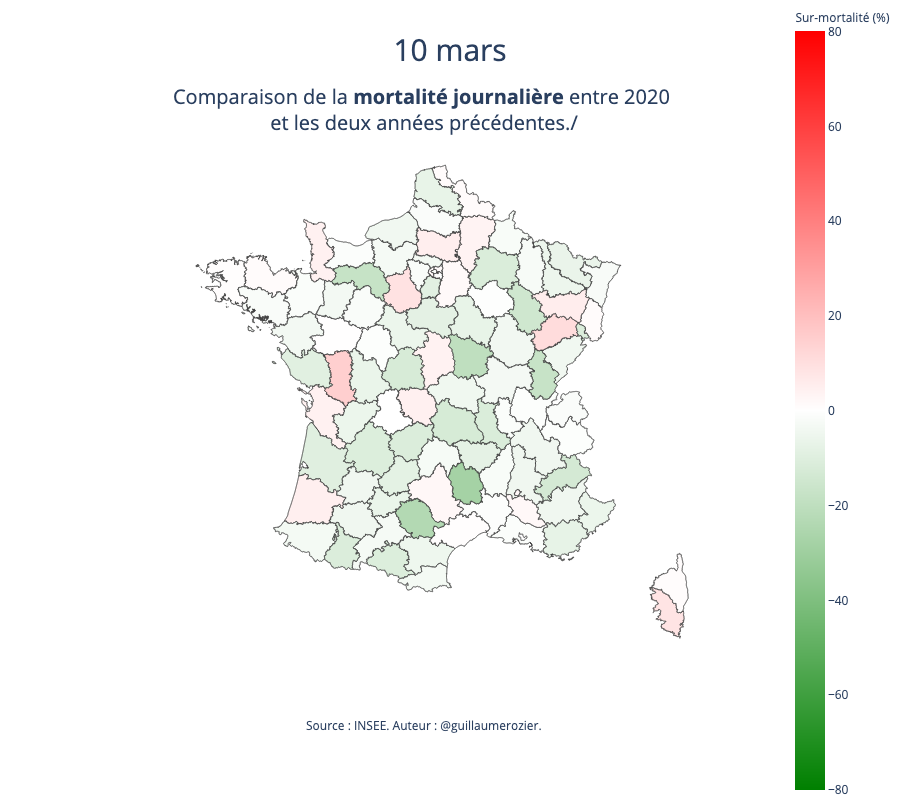 Sur-mortalité (%)
10 mars
Comparaison de la mortalité journalière entre 2020
et les deux années précédentes./
80
60
40
20
0
−20
−40
−60
−80
Source : INSEE. Auteur : @guillaumerozier.